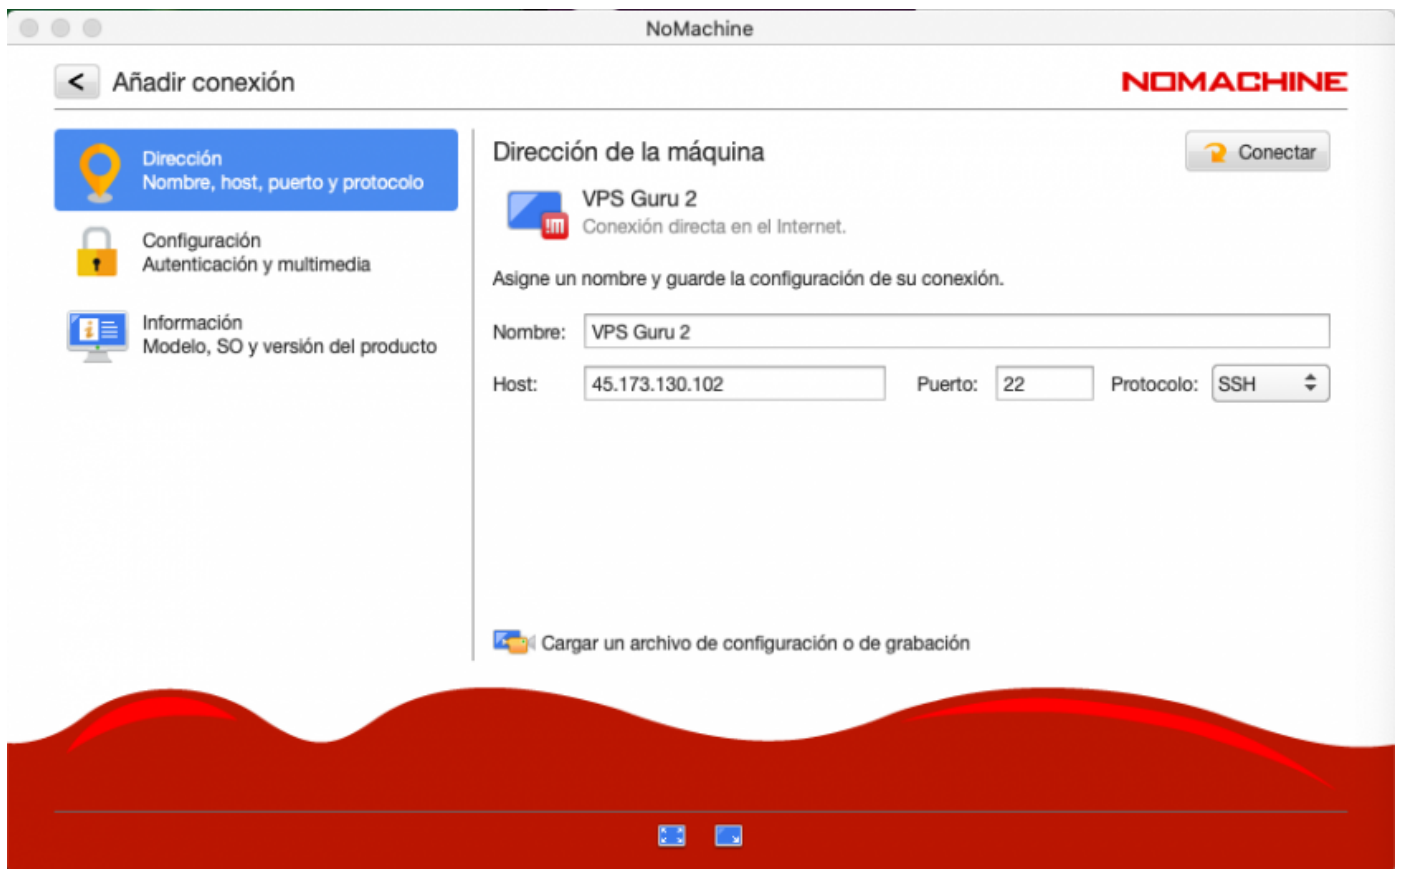 NoMachine
< Añadir conexión
NOMACHINE
Dirección
Nombre, host, puerto y protocolo
Configuración
Autenticación y multimedia
Información
Modelo, SO y versión del producto
Dirección de la máquina
Conectar
VPS Guru 2
!m
Conexión directa en el Internet.
Asigne un nombre y guarde la configuración de su conexión.
Nombre: VPS Guru 2
Host: 45.173.130.102 Puerto: 22 Protocolo: SSH
Cargar un archivo de configuración o de grabación